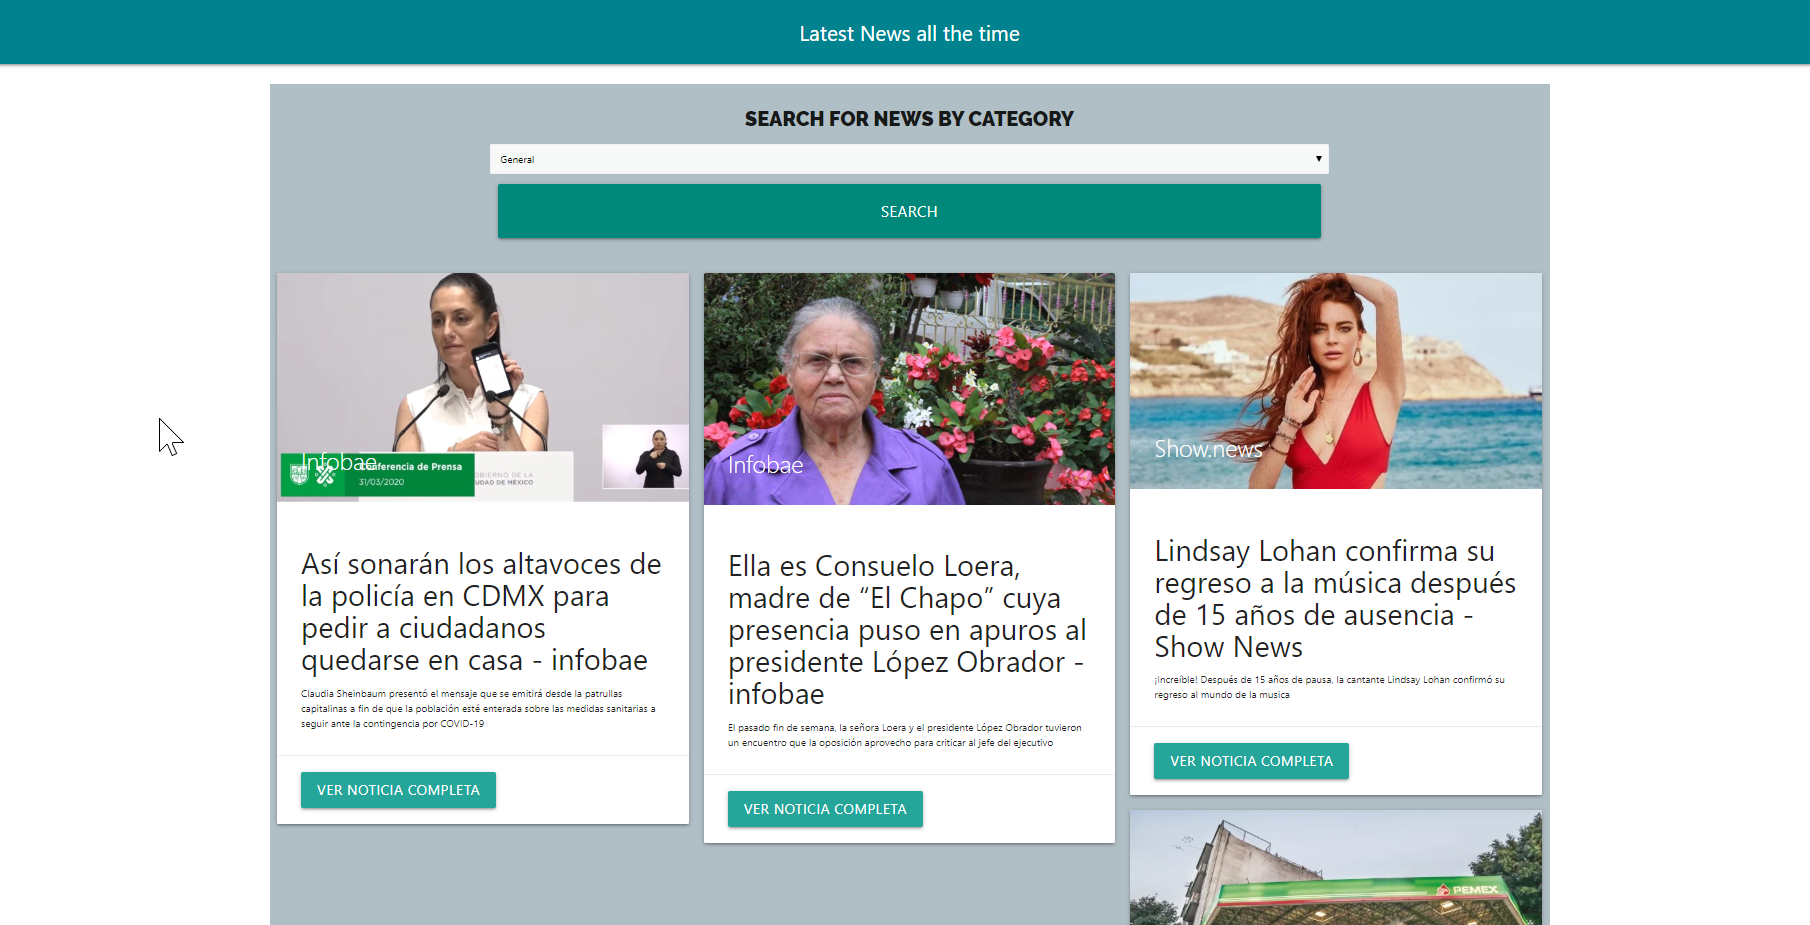 Latest News all the time
SEARCH FOR NEWS BY CATEGORY
General
SEARCH
Infobae
Conferencia de Prensa
31/03/2020
GOBIERNO DE LA
CIUDAD DE MÉXICO
Así sonarán los altavoces de
la policía en CDMX para
pedir a ciudadanos
quedarse en casa - infobae
Claudia Sheinbaum presentó el mensaje que se emitirá desde la patrullas
capitalinas a fin de que la población esté enterada sobre las medidas sanitarias a
seguir ante la contingencia por COVID-19
VER NOTICIA COMPLETA
Infobae
Ella es Consuelo Loera,
madre de “El Chapo” cuya
presencia puso en apuros al
presidente López Obrador -
infobae
El pasado fin de semana, la señora Loera y el presidente López Obrador tuvieron
un encuentro que la oposición aprovecho para criticar al jefe del ejecutivo
VER NOTICIA COMPLETA
Show.news
Lindsay Lohan confirma su
regreso a la música después
de 15 años de ausencia -
Show News
¡Increíble! Después de 15 años de pausa, la cantante Lindsay Lohan confirmó su
regreso al mundo de la musica
VER NOTICIA COMPLETA
PEMEX